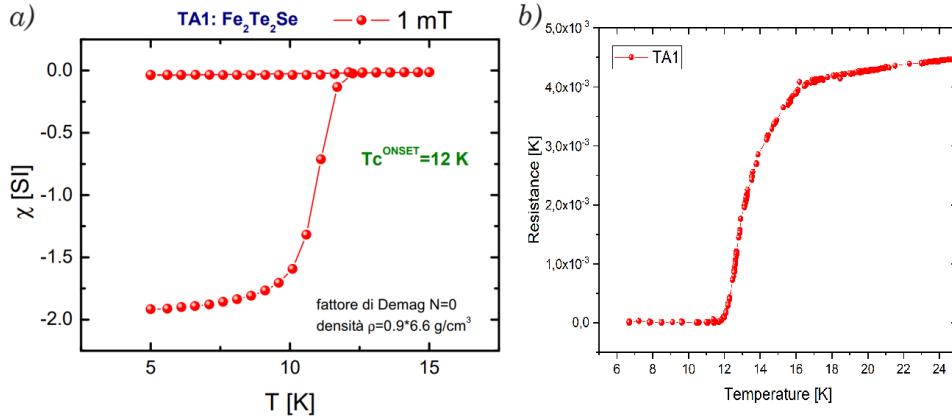 a)
TA1: Fe₂Te₂Se
1 mT
0.0
-0.5
-1.0
-1.5
-2.0
χ [SI]
Tcᴼᴺˢᴱᵀ=12 K
fattore di Demag N=0
densità ρ=0.9*6.6 g/cm³
5
10
15
T [K]
b)
5,0x10⁻³
4,0x10⁻³
3,0x10⁻³
2,0x10⁻³
1,0x10⁻³
0,0
Resistance [K]
TA1
6
8
10
12
14
16
18
20
22
24
Temperature [K]